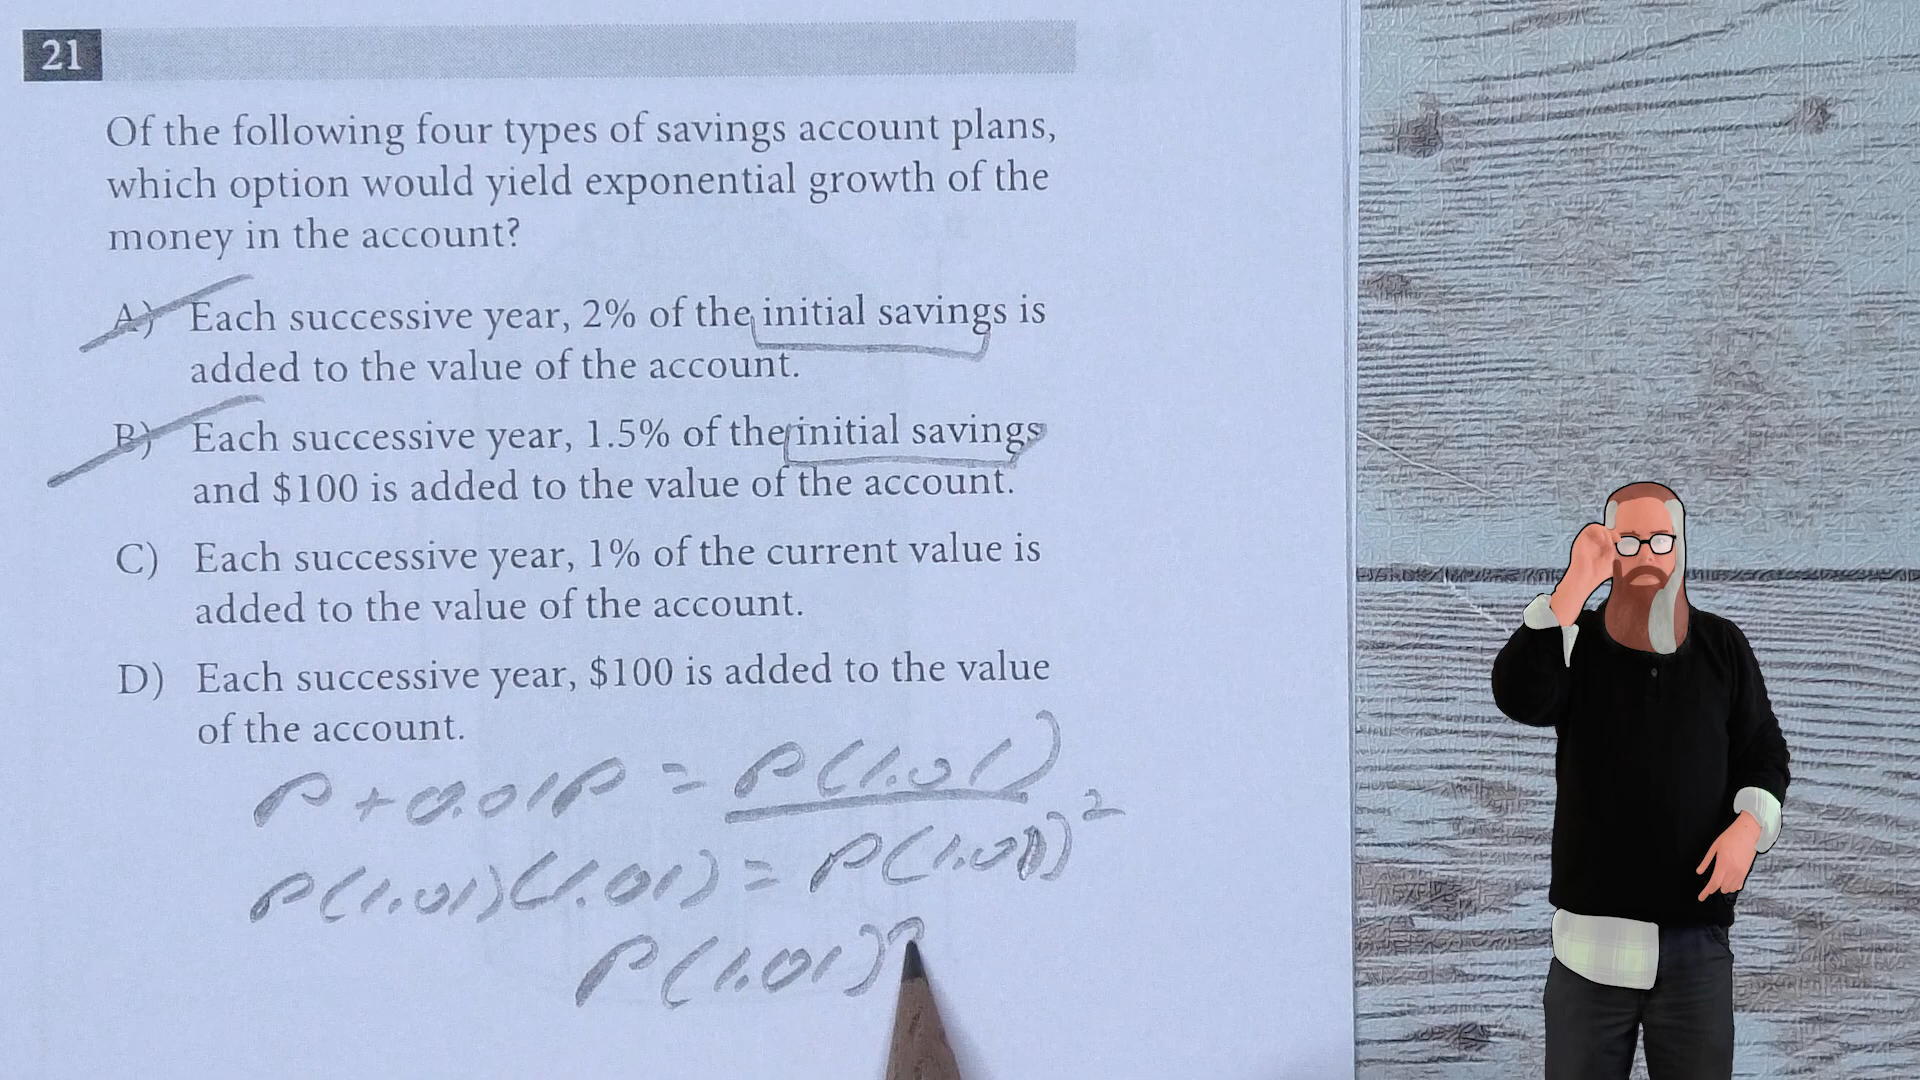 21
Of the following four types of savings account plans,
which option would yield exponential growth of the
money in the account?
A) Each successive year, 2% of the initial savings is
added to the value of the account.
B) Each successive year, 1.5% of the initial savings
and $100 is added to the value of the account.
C) Each successive year, 1% of the current value is
added to the value of the account.
D) Each successive year, $100 is added to the value
of the account.
P + 0.01P = P(1.01)
P(1.01)(1.01) = P(1.01)²
P(1.01)